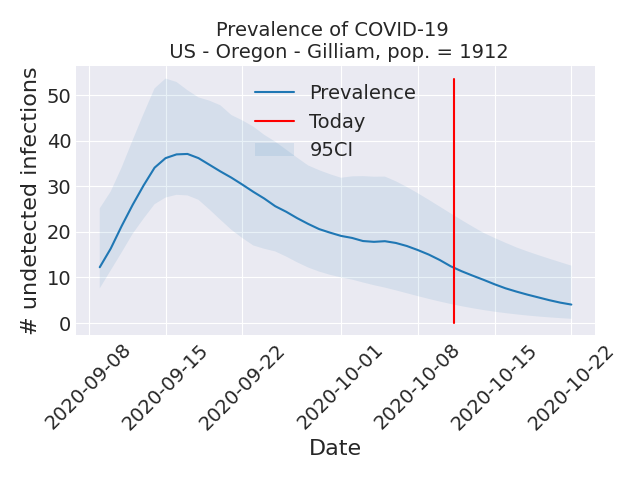 Prevalence of COVID-19
US - Oregon - Gilliam, pop. = 1912
# undetected infections
50
40
30
20
10
0
Prevalence
Today
95CI
2020-09-08
2020-09-15
2020-09-22
2020-10-01
2020-10-08
2020-10-15
2020-10-22
Date